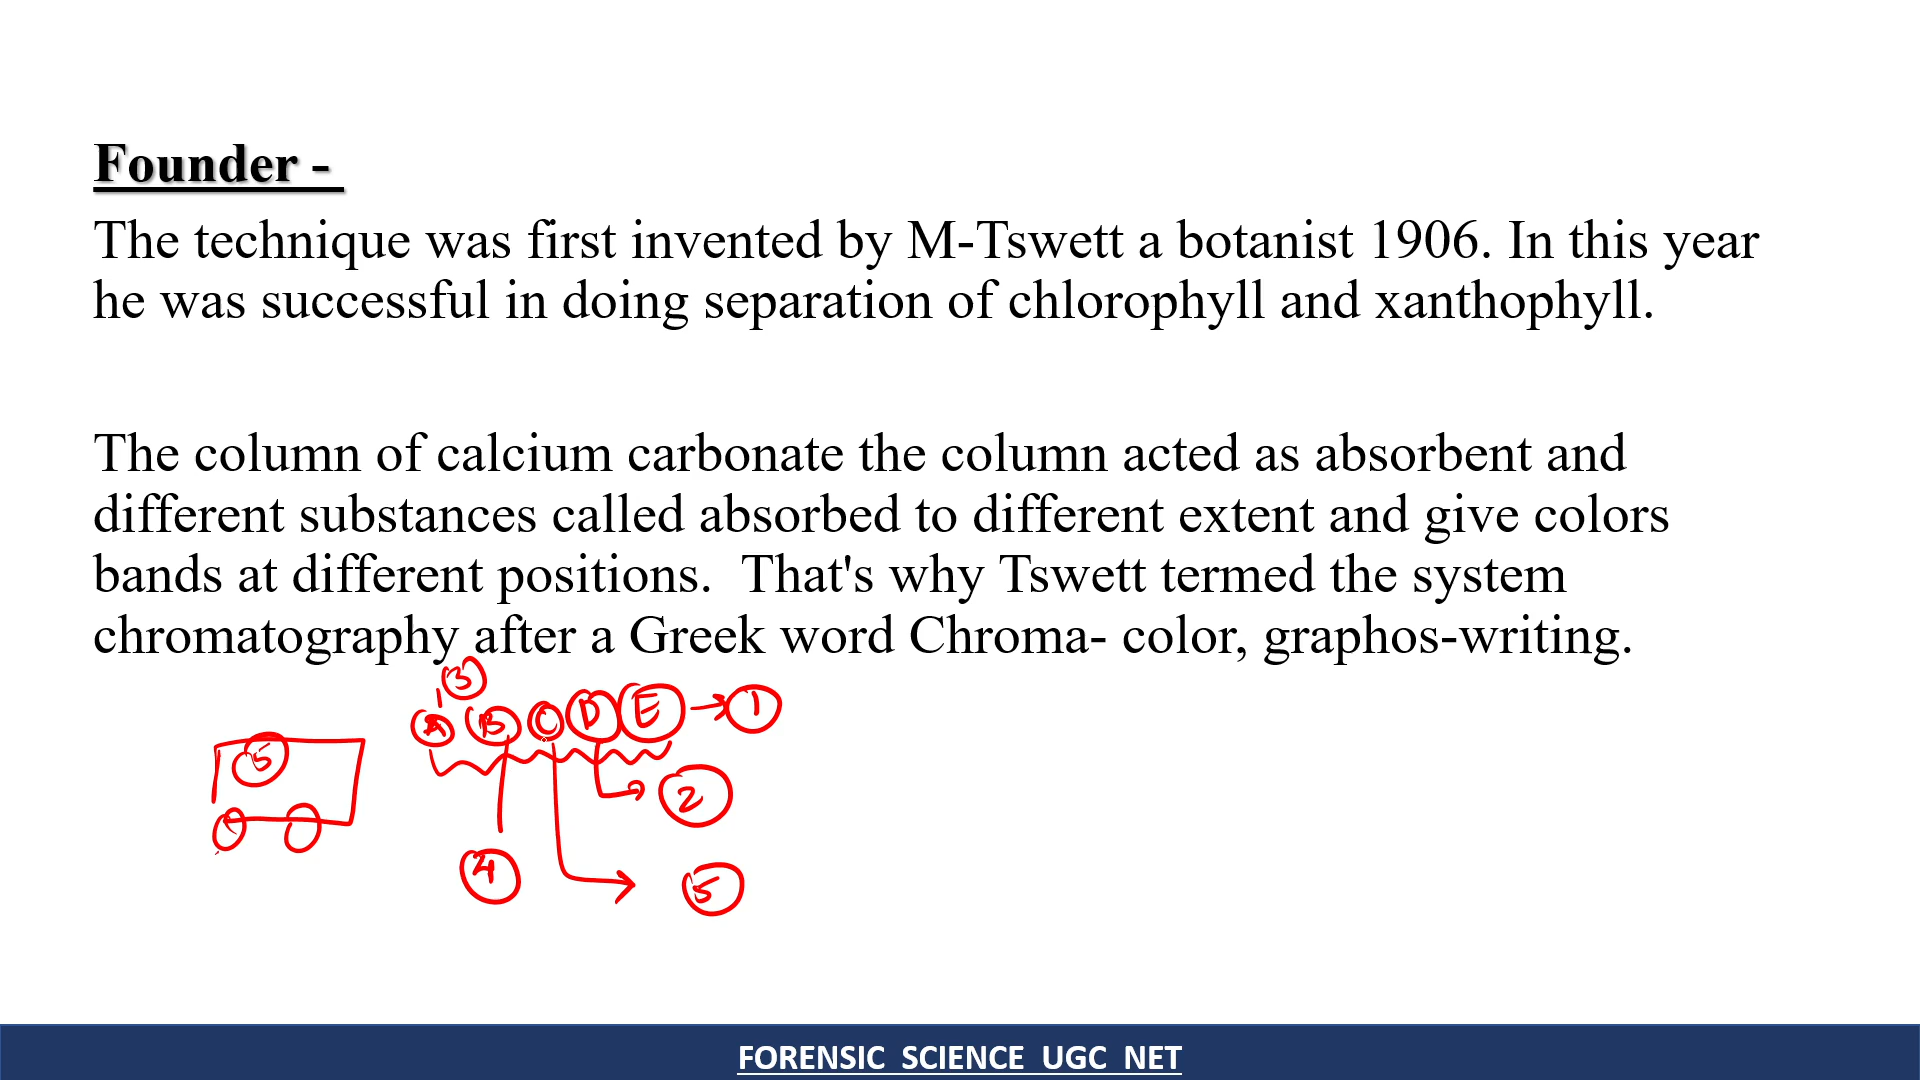 Founder -
The technique was first invented by M-Tswett a botanist 1906. In this year
he was successful in doing separation of chlorophyll and xanthophyll.
The column of calcium carbonate the column acted as absorbent and
different substances called absorbed to different extent and give colors
bands at different positions. That's why Tswett termed the system
chromatography after a Greek word Chroma- color, graphos-writing.
3
A B C D E 1
5
2
4
5
FORENSIC SCIENCE UGC NET